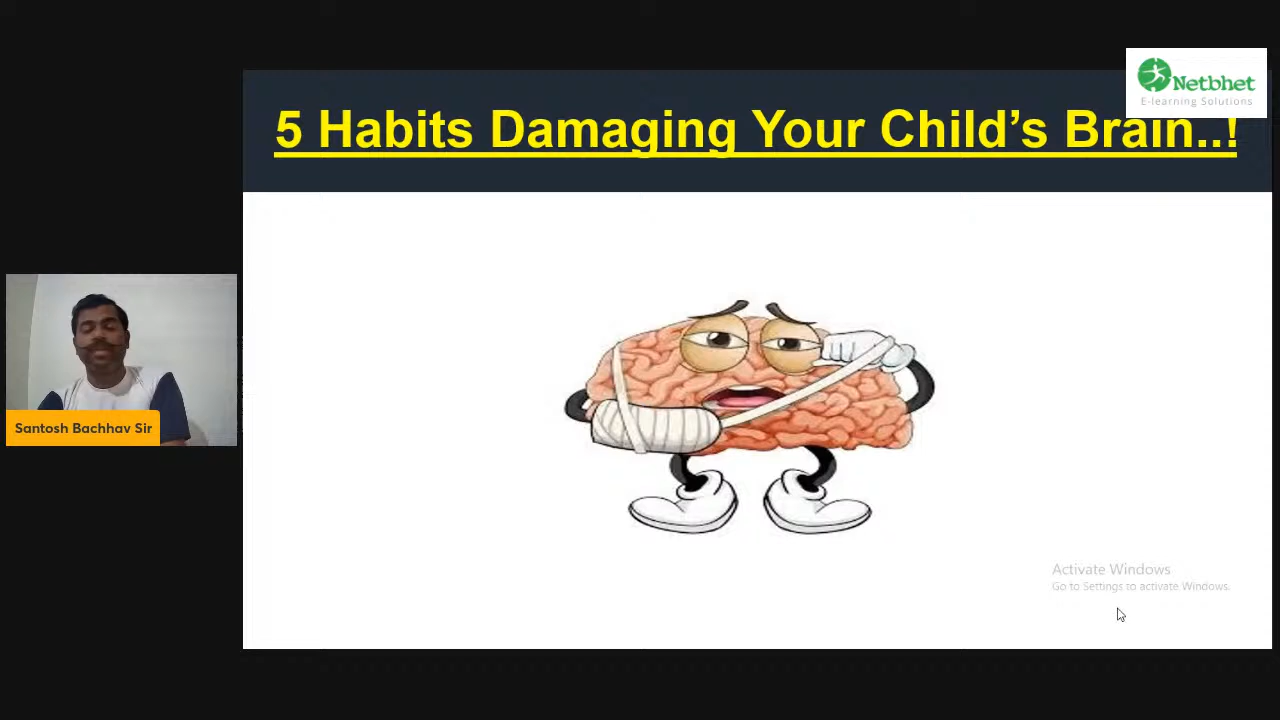 Netbhet
E-learning Solutions
5 Habits Damaging Your Child’s Brain..!
Santosh Bachhav Sir
Activate Windows
Go to Settings to activate Windows.